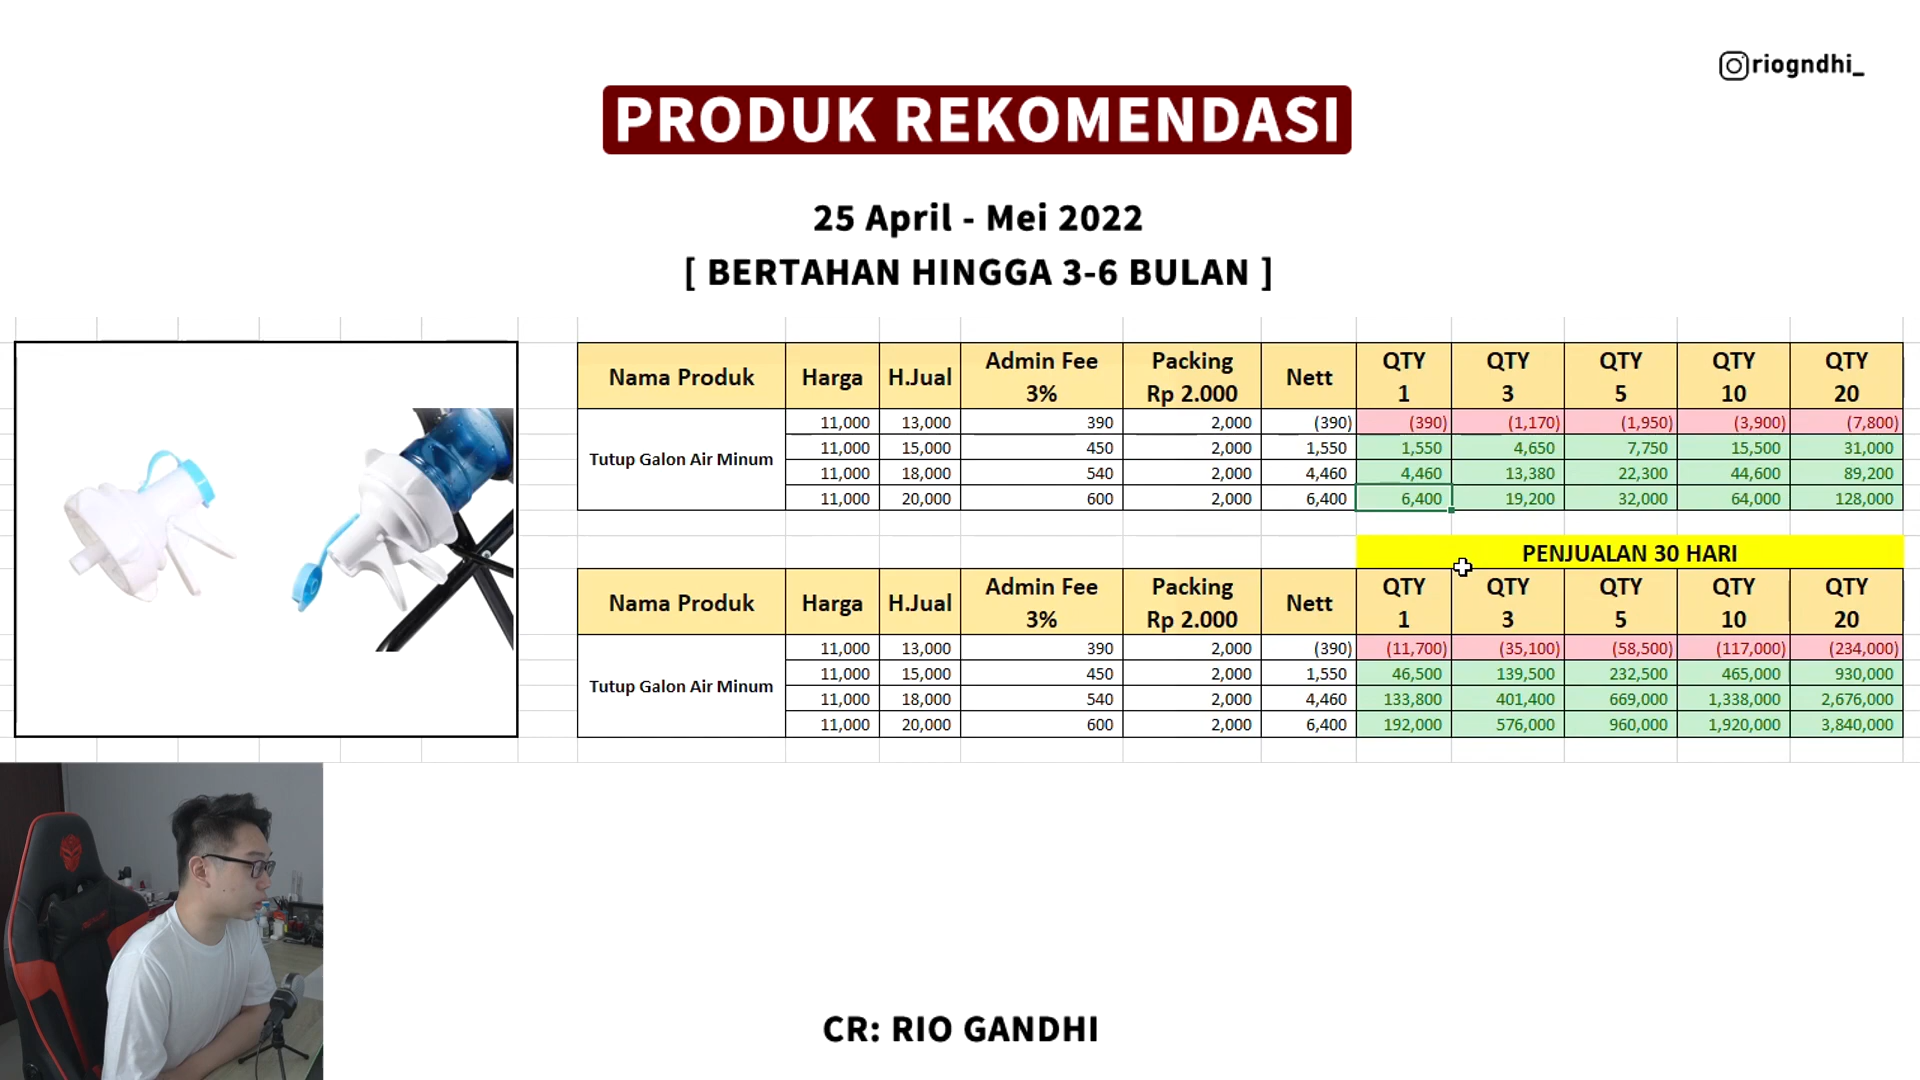 riogndhi_
PRODUK REKOMENDASI
25 April - Mei 2022
[ BERTAHAN HINGGA 3-6 BULAN ]
Nama Produk Harga H.Jual Admin Fee 3% Packing Rp 2.000 Nett QTY 1 QTY 3 QTY 5 QTY 10 QTY 20
Tutup Galon Air Minum
11,000 13,000 390 2,000 (390) (390) (1,170) (1,950) (3,900) (7,800)
11,000 15,000 450 2,000 1,550 1,550 4,650 7,750 15,500 31,000
11,000 18,000 540 2,000 4,460 4,460 13,380 22,300 44,600 89,200
11,000 20,000 600 2,000 6,400 6,400 19,200 32,000 64,000 128,000
PENJUALAN 30 HARI
Nama Produk Harga H.Jual Admin Fee 3% Packing Rp 2.000 Nett QTY 1 QTY 3 QTY 5 QTY 10 QTY 20
Tutup Galon Air Minum
11,000 13,000 390 2,000 (390) (11,700) (35,100) (58,500) (117,000) (234,000)
11,000 15,000 450 2,000 1,550 46,500 139,500 232,500 465,000 930,000
11,000 18,000 540 2,000 4,460 133,800 401,400 669,000 1,338,000 2,676,000
11,000 20,000 600 2,000 6,400 192,000 576,000 960,000 1,920,000 3,840,000
CR: RIO GANDHI